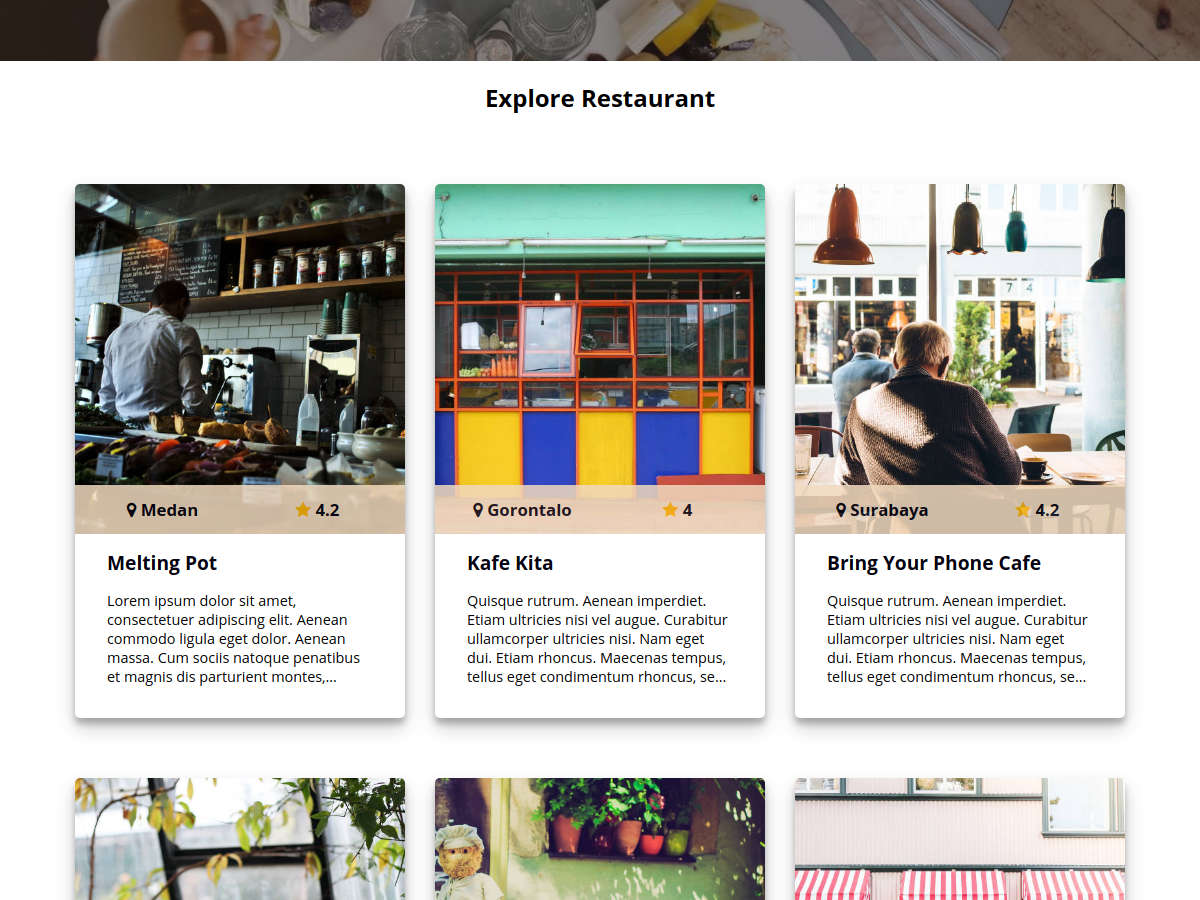 Explore Restaurant
Medan
4.2
Melting Pot
Lorem ipsum dolor sit amet,
consectetuer adipiscing elit. Aenean
commodo ligula eget dolor. Aenean
massa. Cum sociis natoque penatibus
et magnis dis parturient montes,...
Gorontalo
4
Kafe Kita
Quisque rutrum. Aenean imperdiet.
Etiam ultricies nisi vel augue. Curabitur
ullamcorper ultricies nisi. Nam eget
dui. Etiam rhoncus. Maecenas tempus,
tellus eget condimentum rhoncus, se...
7 4
Surabaya
4.2
Bring Your Phone Cafe
Quisque rutrum. Aenean imperdiet.
Etiam ultricies nisi vel augue. Curabitur
ullamcorper ultricies nisi. Nam eget
dui. Etiam rhoncus. Maecenas tempus,
tellus eget condimentum rhoncus, se...